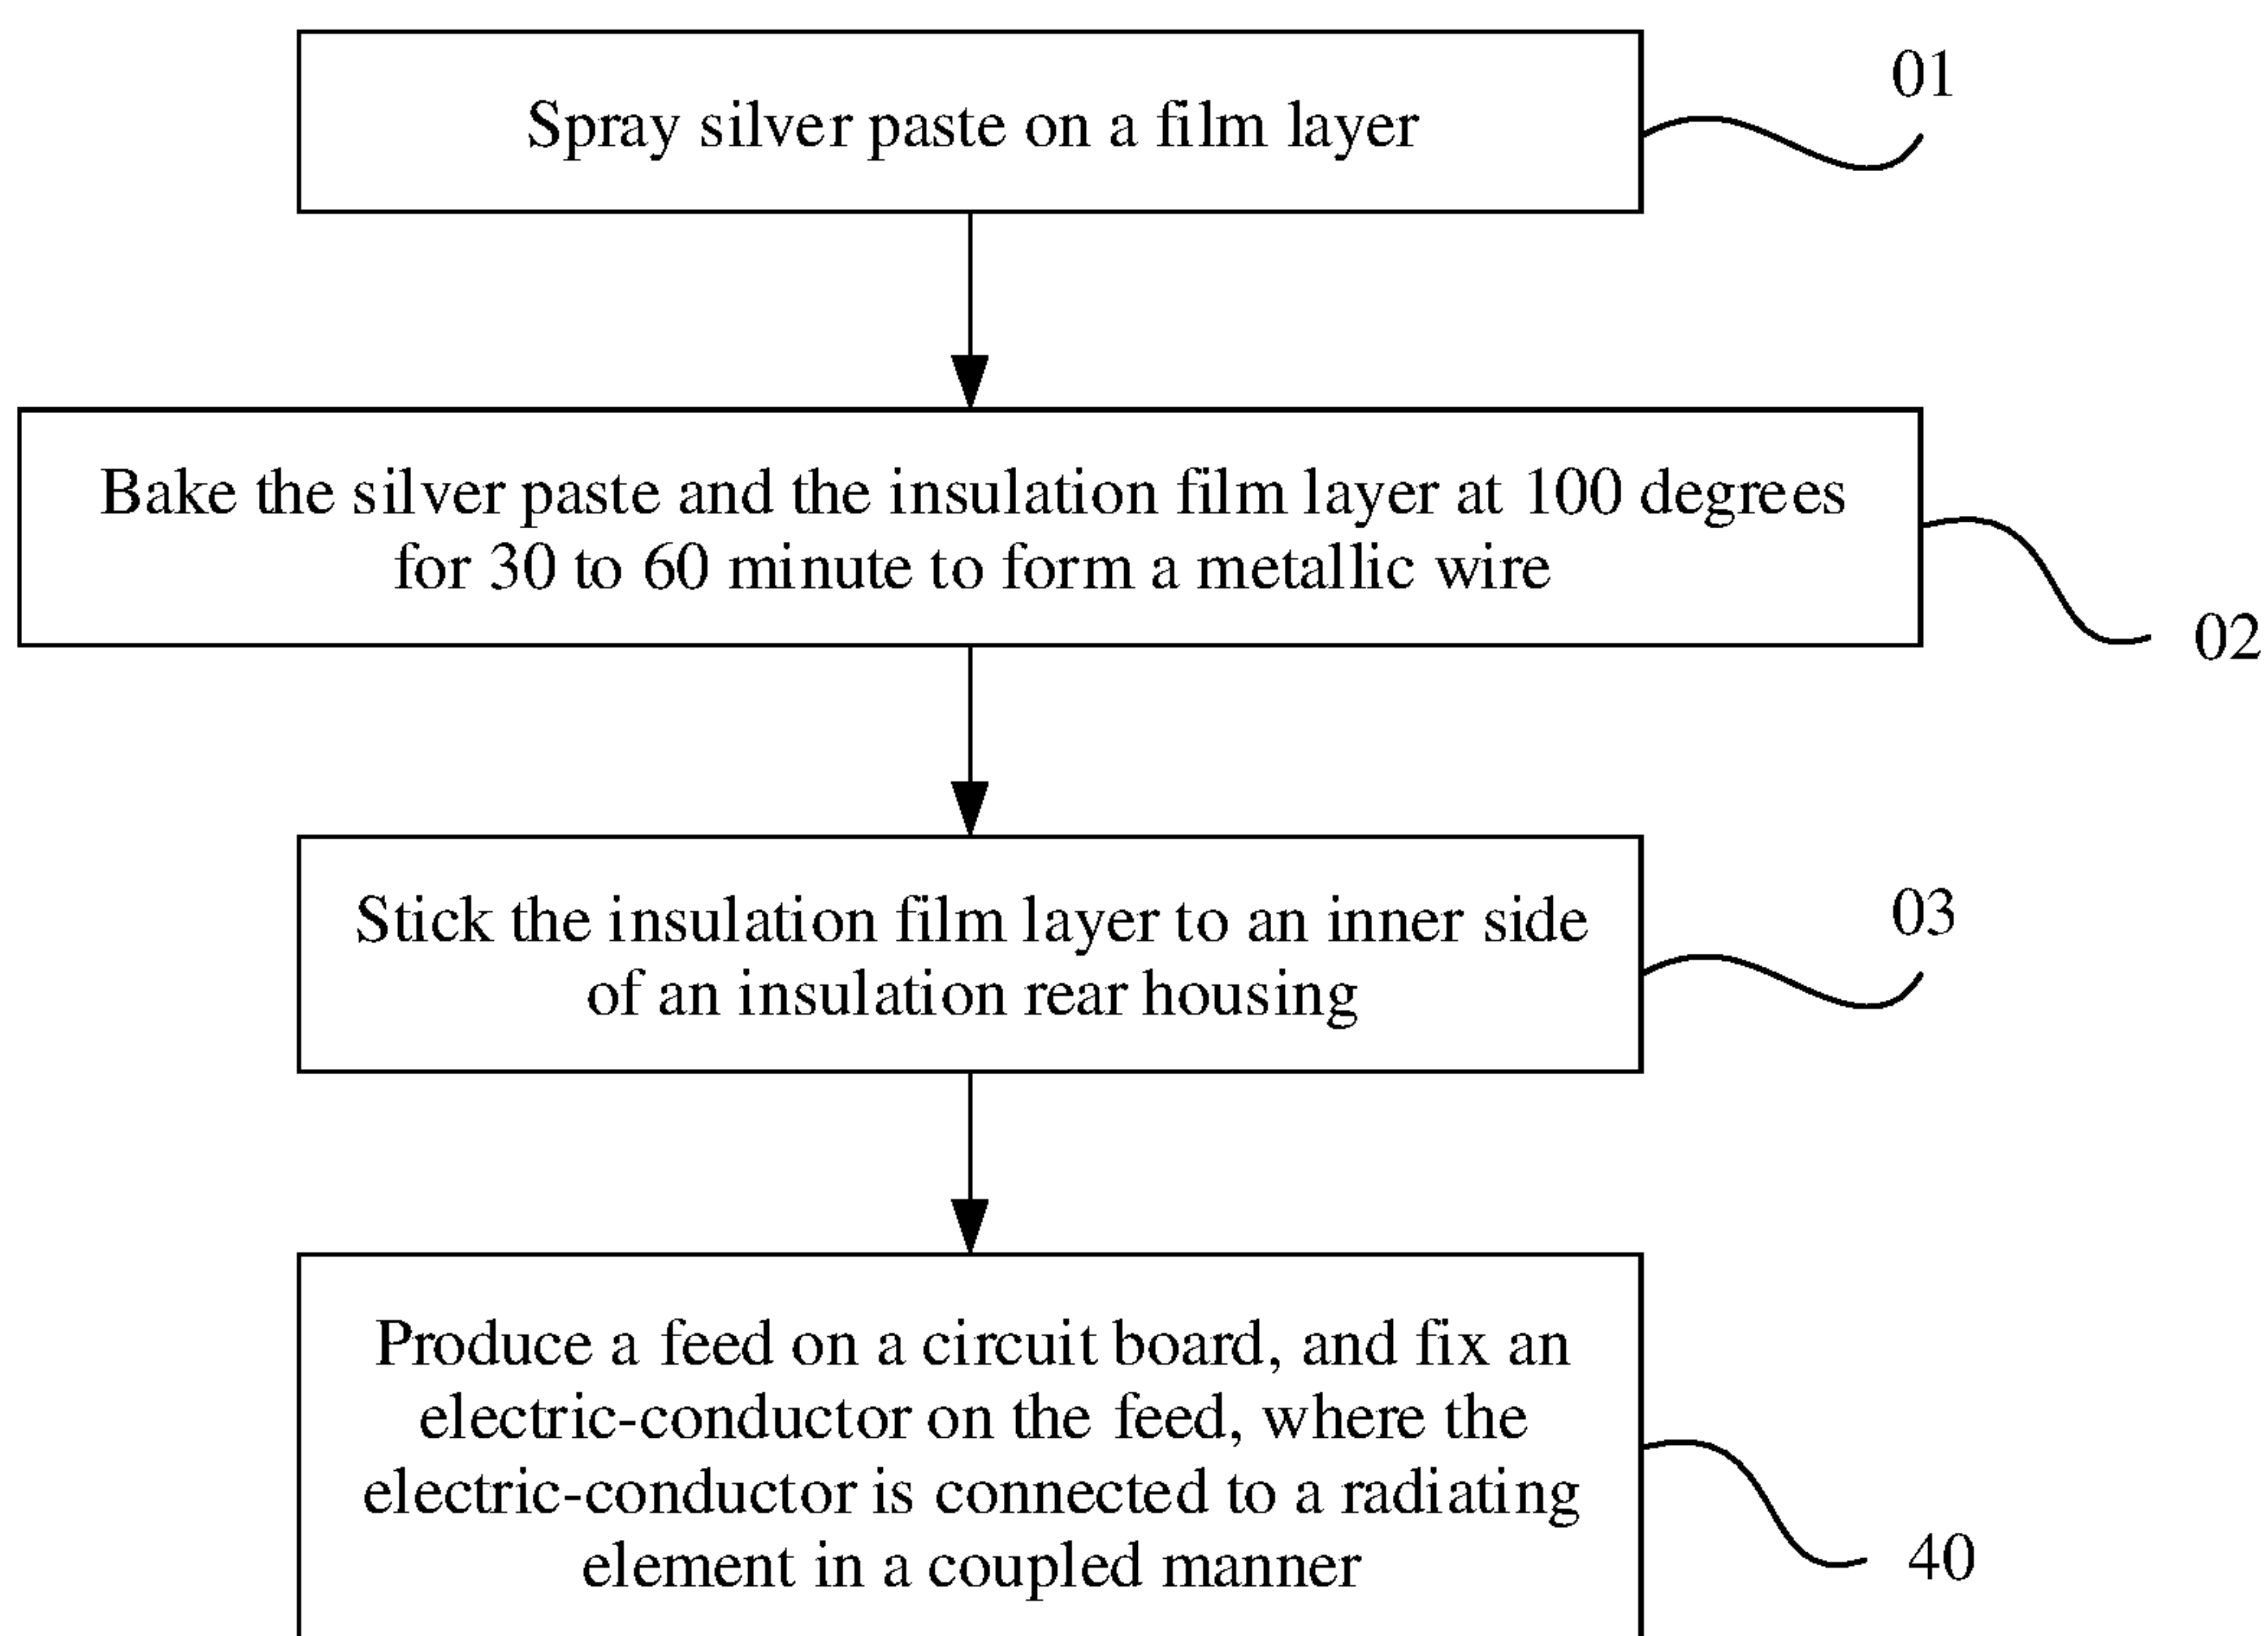 Spray silver paste on a film layer
01
Bake the silver paste and the insulation film layer at 100 degrees
for 30 to 60 minute to form a metallic wire
02
Stick the insulation film layer to an inner side
of an insulation rear housing
03
Produce a feed on a circuit board, and fix an
electric-conductor on the feed, where the
electric-conductor is connected to a radiating
element in a coupled manner
40